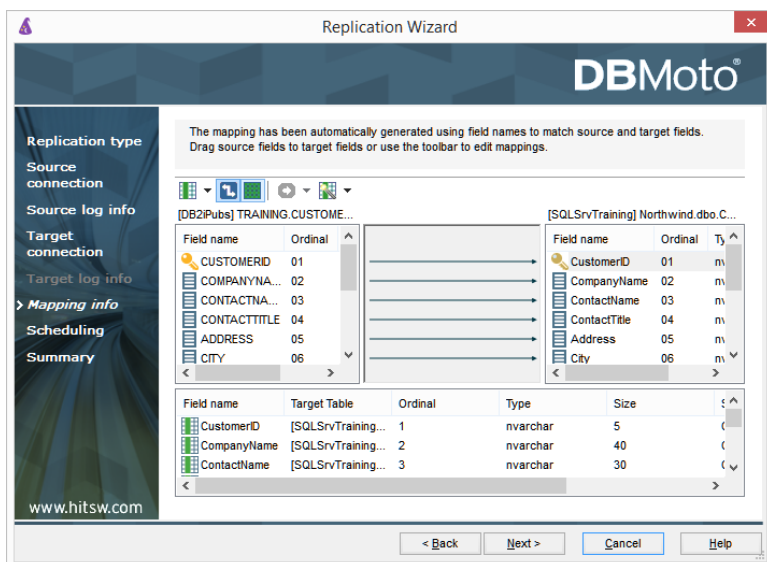 Replication Wizard
DBMoto®
Replication type
Source
connection
Source log info
Target
connection
Target log info
Mapping info
Scheduling
Summary
www.hitsw.com
The mapping has been automatically generated using field names to match source and target fields.
Drag source fields to target fields or use the toolbar to edit mappings.
[DB2iPubs] TRAINING.CUSTOME...
Field name Ordinal
CUSTOMERID 01
COMPANYNA... 02
CONTACTNA... 03
CONTACTTITLE 04
ADDRESS 05
CITY 06
[SQLSrvTraining] Northwind.dbo.C...
Field name Ordinal
CustomerID 01
CompanyName 02
ContactName 03
ContactTitle 04
Address 05
City 06
Field name Target Table Ordinal Type Size
CustomerID [SQLSrvTraining... 1 nvarchar 5
CompanyName [SQLSrvTraining... 2 nvarchar 40
ContactName [SQLSrvTraining... 3 nvarchar 30
< Back Next > Cancel Help